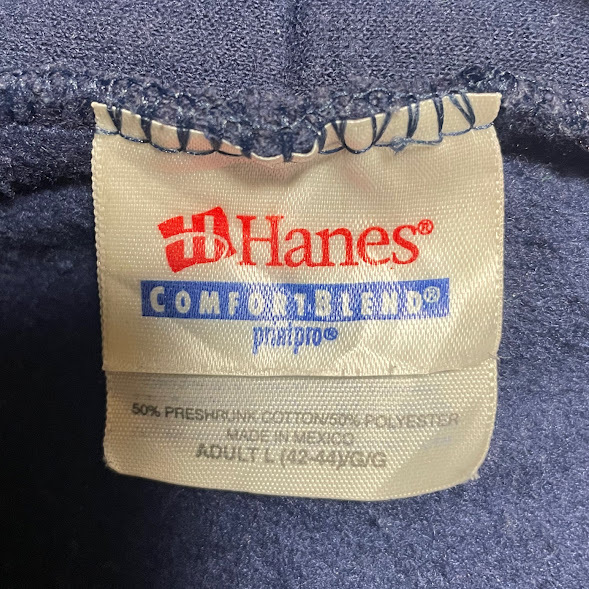 H Hanes®
COMFORTBLEND®
printpro®
50% PRESHRUNK COTTON/50% POLYESTER
MADE IN MEXICO
ADULT L (42-44)/G/G